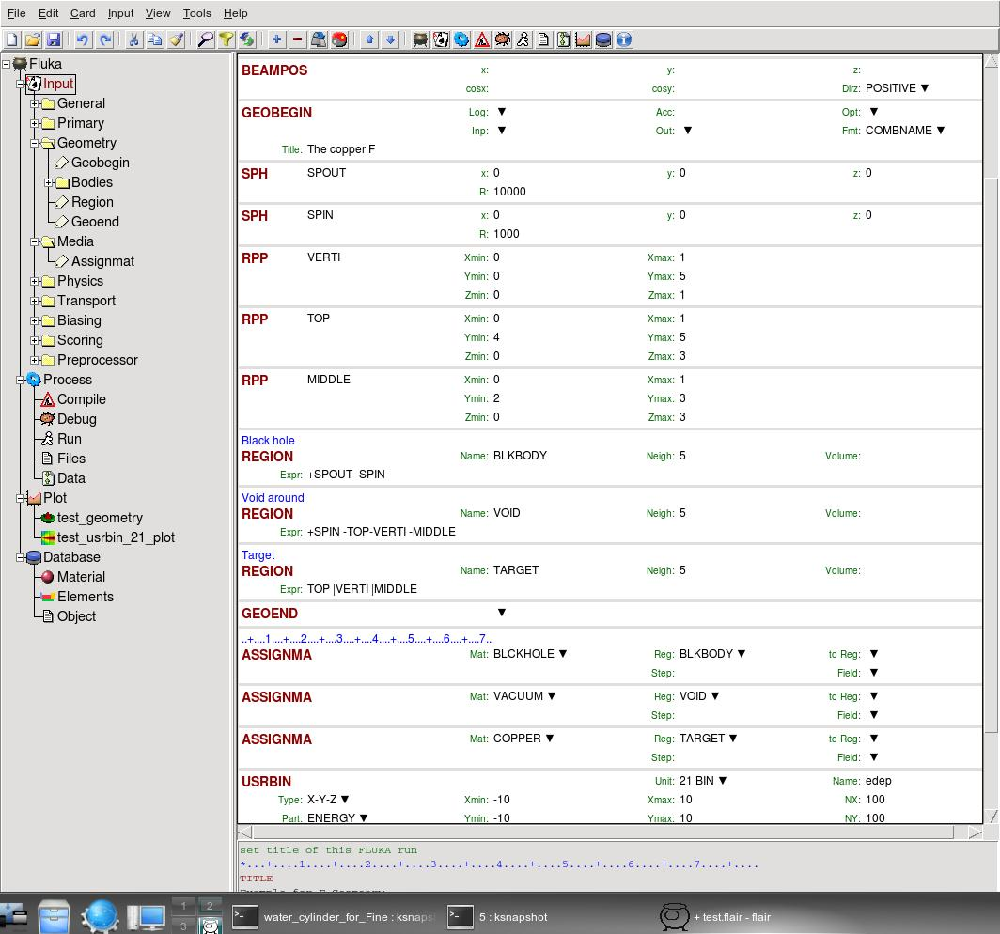 File Edit Card Input View Tools Help
Fluka
Input
General
Primary
Geometry
Geobegin
Bodies
Region
Geoend
Media
Assignmat
Physics
Transport
Biasing
Scoring
Preprocessor
Process
Compile
Debug
Run
Files
Data
Plot
test_geometry
test_usrbin_21_plot
Database
Material
Elements
Object
BEAMPOS x: y: z:
cosx: cosy: Dirz: POSITIVE ▼
GEOBEGIN Log: ▼ Acc: Opt: ▼
Inp: ▼ Out: ▼ Fmt: COMBNAME ▼
Title: The copper F
SPH SPOUT x: 0 y: 0 z: 0
R: 10000
SPH SPIN x: 0 y: 0 z: 0
R: 1000
RPP VERTI Xmin: 0 Xmax: 1
Ymin: 0 Ymax: 5
Zmin: 0 Zmax: 1
RPP TOP Xmin: 0 Xmax: 1
Ymin: 4 Ymax: 5
Zmin: 0 Zmax: 3
RPP MIDDLE Xmin: 0 Xmax: 1
Ymin: 2 Ymax: 3
Zmin: 0 Zmax: 3
Black hole
REGION Name: BLKBODY Neigh: 5 Volume:
Expr: +SPOUT -SPIN
Void around
REGION Name: VOID Neigh: 5 Volume:
Expr: +SPIN -TOP-VERTI -MIDDLE
Target
REGION Name: TARGET Neigh: 5 Volume:
Expr: TOP |VERTI |MIDDLE
GEOEND ▼
..+....1....+....2....+....3....+....4....+....5....+....6....+....7..
ASSIGNMA Mat: BLCKHOLE ▼ Reg: BLKBODY ▼ to Reg: ▼
Step: Field: ▼
ASSIGNMA Mat: VACUUM ▼ Reg: VOID ▼ to Reg: ▼
Step: Field: ▼
ASSIGNMA Mat: COPPER ▼ Reg: TARGET ▼ to Reg: ▼
Step: Field: ▼
USRBIN Unit: 21 BIN ▼ Name: edep
Type: X-Y-Z ▼ Xmin: -10 Xmax: 10 NX: 100
Part: ENERGY ▼ Ymin: -10 Ymax: 10 NY: 100
set title of this FLUKA run
*...+....1....+....2....+....3....+....4....+....5....+....6....+....7....+....
TITLE
1 2
3
water_cylinder_for_Fine : ksnaps 5 : ksnapshot + test.flair - flair